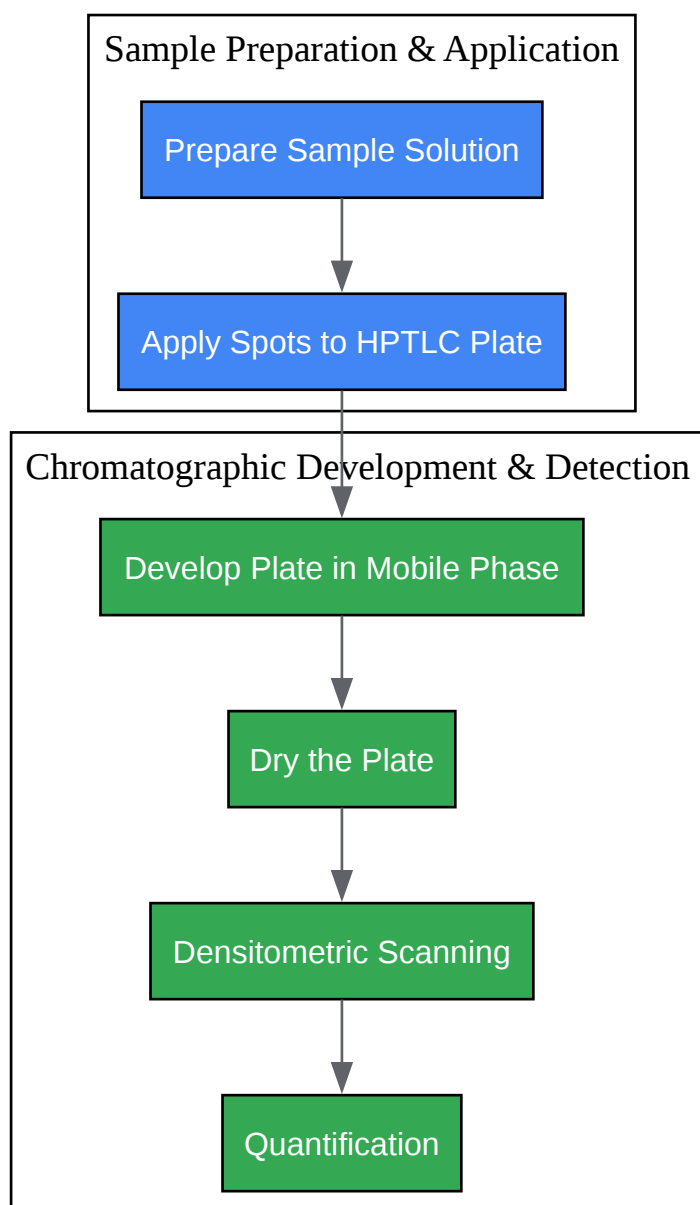 Sample Preparation & Application
Prepare Sample Solution
Apply Spots to HPTLC Plate
Chromatographic Development & Detection
Develop Plate in Mobile Phase
Dry the Plate
Densitometric Scanning
Quantification